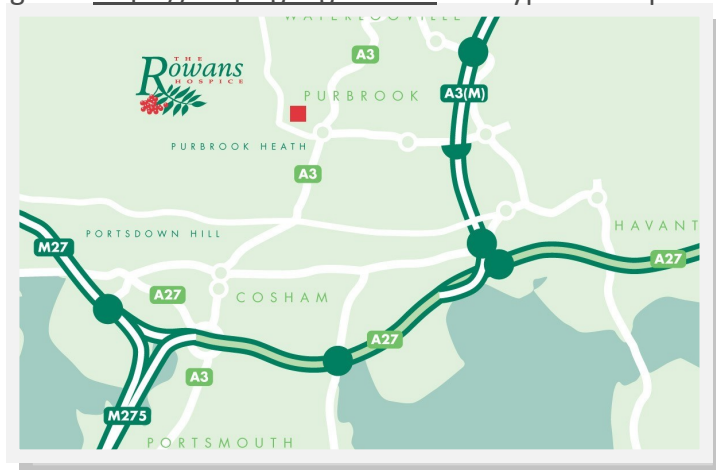 WATERLOOVILLE
THE
Rowans
HOSPICE
A3
PURBROOK
A3(M)
PURBROOK HEATH
A3
HAVANT
PORTSDOWN HILL
M27
A27
A27
COSHAM
A27
A3
M275
PORTSMOUTH